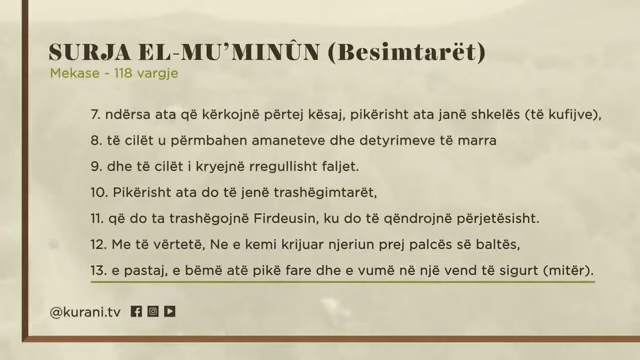 SURJA EL-MU’MINÛN (Besimtarët)
Mekase - 118 vargje
7. ndërsa ata që kërkojnë përtej kësaj, pikërisht ata janë shkelës (të kufijve),
8. të cilët u përmbahen amaneteve dhe detyrimeve të marra
9. dhe të cilët i kryejnë rregullisht faljet.
10. Pikërisht ata do të jenë trashëgimtarët,
11. që do ta trashëgojnë Firdeusin, ku do të qëndrojnë përjetësisht.
12. Me të vërtetë, Ne e kemi krijuar njeriun prej palcës së baltës,
13. e pastaj, e bëmë atë pikë fare dhe e vumë në një vend të sigurt (mitër).
@kurani.tv